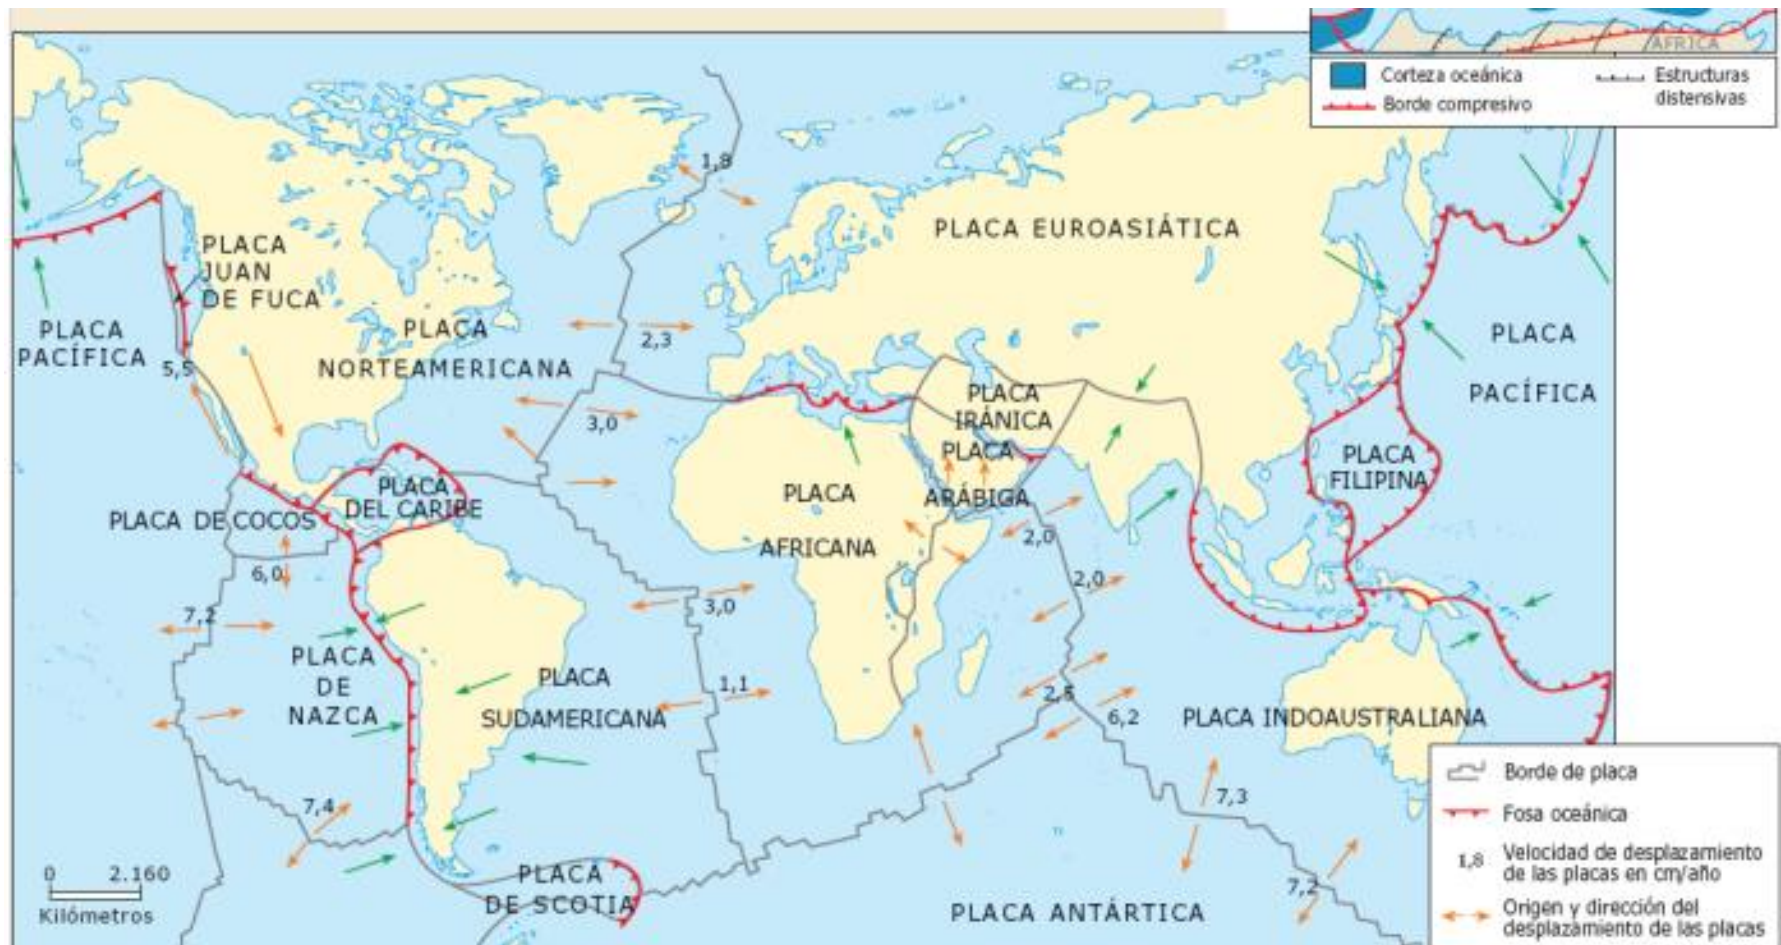 AFRICA
Corteza oceánica
Borde compresivo
Estructuras
distensivas
1,8
PLACA EUROASIÁTICA
PLACA
JUAN
DE FUCA
PLACA
PACÍFICA
5,5
PLACA
NORTEAMERICANA
2,3
3,0
PLACA
IRÁNICA
PLACA
ARÁBIGA
PLACA
PACÍFICA
PLACA
FILIPINA
PLACA
DEL CARIBE
PLACA DE COCOS
6,0
7,2
PLACA
AFRICANA
2,0
2,0
3,0
1,1
PLACA
DE
NAZCA
PLACA
SUDAMERICANA
2,5
6,2
PLACA INDOAUSTRALIANA
7,4
7,3
7,2
PLACA
DE SCOTIA
PLACA ANTÁRTICA
0 2.160
Kilómetros
Borde de placa
Fosa oceánica
1,8
Velocidad de desplazamiento
de las placas en cm/año
Origen y dirección del
desplazamiento de las placas